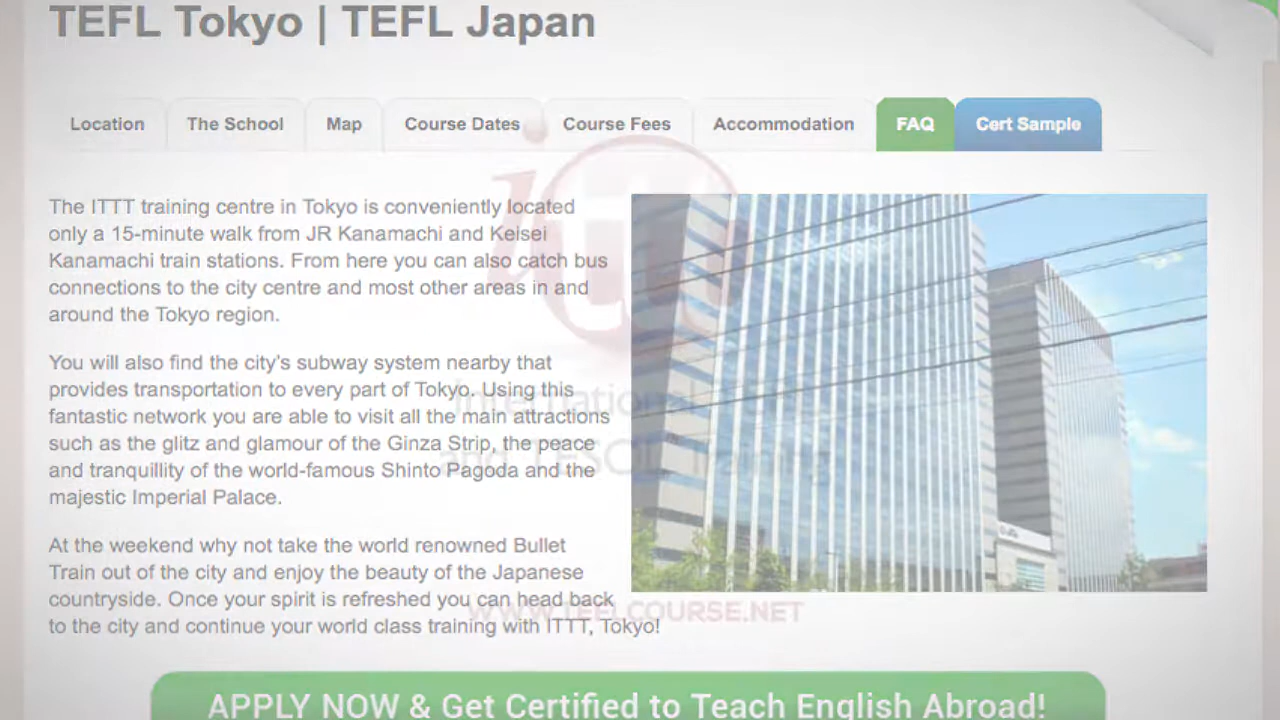 TEFL Tokyo | TEFL Japan
Location The School Map Course Dates Course Fees Accommodation FAQ Cert Sample
The ITTT training centre in Tokyo is conveniently located
only a 15-minute walk from JR Kanamachi and Keisei
Kanamachi train stations. From here you can also catch bus
connections to the city centre and most other areas in and
around the Tokyo region.
You will also find the city's subway system nearby that
provides transportation to every part of Tokyo. Using this
fantastic network you are able to visit all the main attractions
such as the glitz and glamour of the Ginza Strip, the peace
and tranquillity of the world-famous Shinto Pagoda and the
majestic Imperial Palace.
At the weekend why not take the world renowned Bullet
Train out of the city and enjoy the beauty of the Japanese
countryside. Once your spirit is refreshed you can head back
to the city and continue your world class training with ITTT, Tokyo!
ittt
International TEFL
and TESOL Training
WWW.TEFLCOURSE.NET
APPLY NOW & Get Certified to Teach English Abroad!